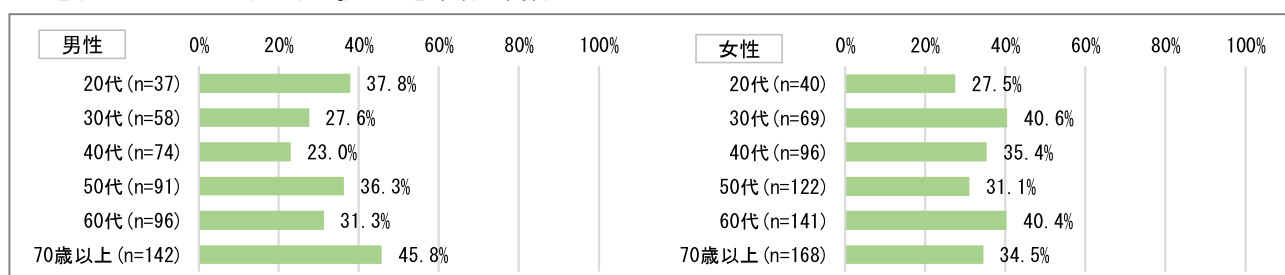 男性
0% 20% 40% 60% 80% 100%
20代(n=37) 37.8%
30代(n=58) 27.6%
40代(n=74) 23.0%
50代(n=91) 36.3%
60代(n=96) 31.3%
70歳以上(n=142) 45.8%
女性
0% 20% 40% 60% 80% 100%
20代(n=40) 27.5%
30代(n=69) 40.6%
40代(n=96) 35.4%
50代(n=122) 31.1%
60代(n=141) 40.4%
70歳以上(n=168) 34.5%